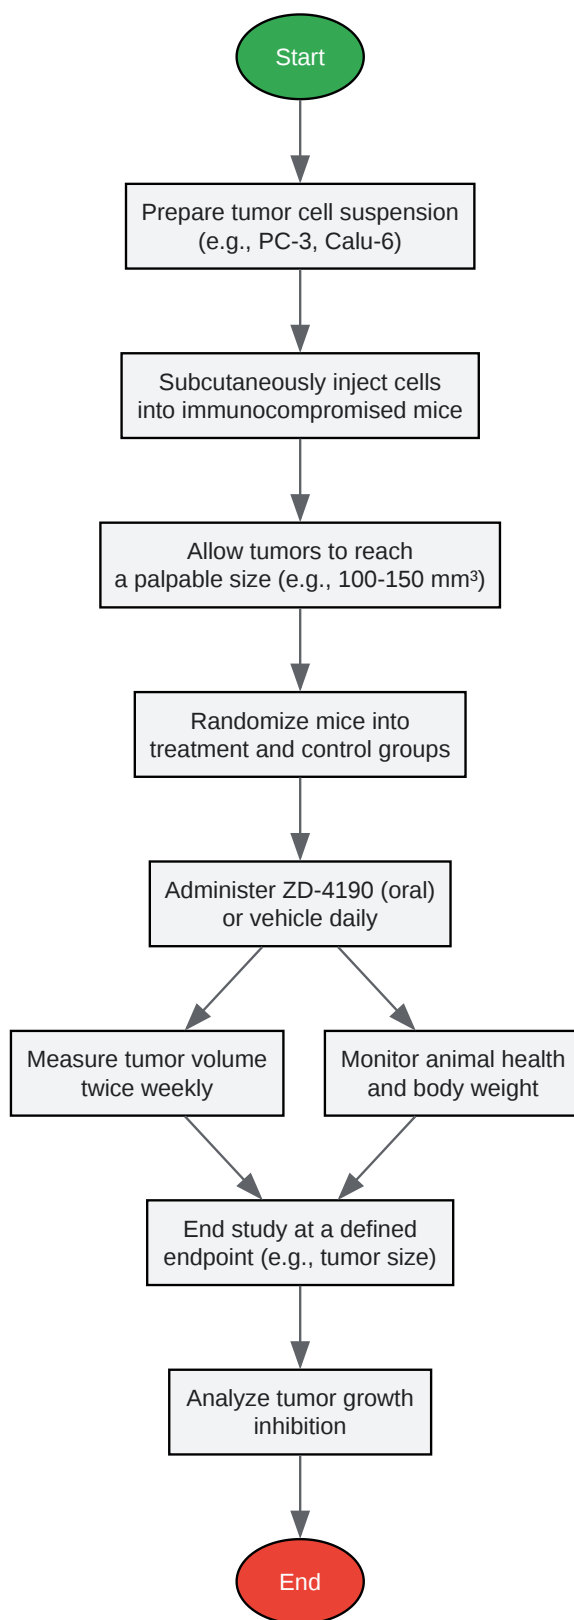 Start
Prepare tumor cell suspension
(e.g., PC-3, Calu-6)
Subcutaneously inject cells
into immunocompromised mice
Allow tumors to reach
a palpable size (e.g., 100-150 mm³)
Randomize mice into
treatment and control groups
Administer ZD-4190 (oral)
or vehicle daily
Measure tumor volume
twice weekly
Monitor animal health
and body weight
End study at a defined
endpoint (e.g., tumor size)
Analyze tumor growth
inhibition
End